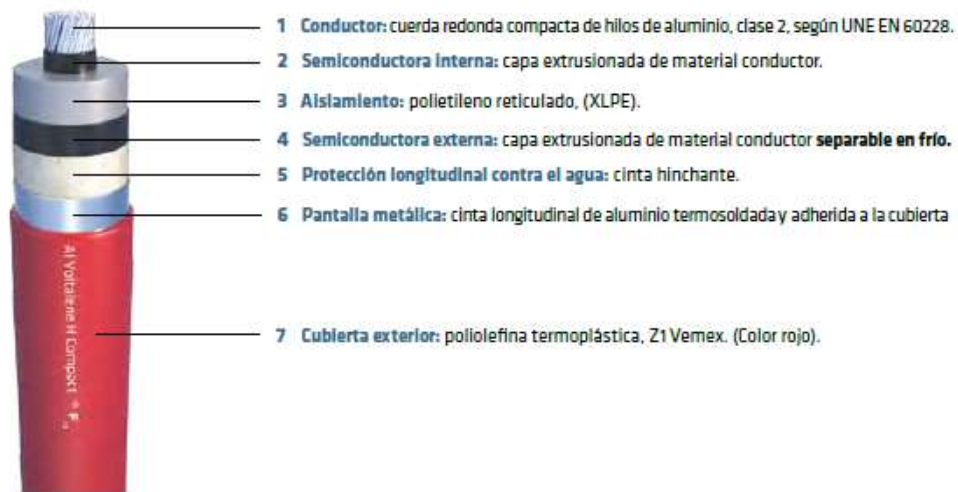 1 Conductor: cuerda redonda compacta de hilos de aluminio, clase 2, según UNE EN 60228.
2 Semiconductora interna: capa extrusionada de material conductor.
3 Aislamiento: polietileno reticulado, (XLPE).
4 Semiconductora externa: capa extrusionada de material conductor separable en frío.
5 Protección longitudinal contra el agua: cinta hinchante.
6 Pantalla metálica: cinta longitudinal de aluminio termosoldada y adherida a la cubierta
Al Voltalene H Compact ® F
7 Cubierta exterior: poliolefina termoplástica, Z1 Vemex. (Color rojo).